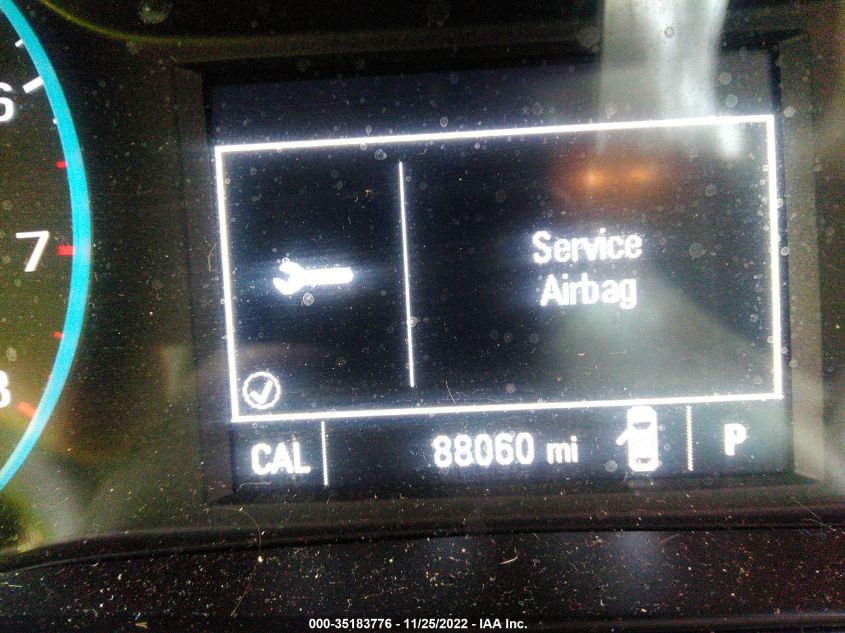 6
7
8
Service
Airbag
CAL
88060 mi
P
000-35183776 - 11/25/2022 - IAA Inc.